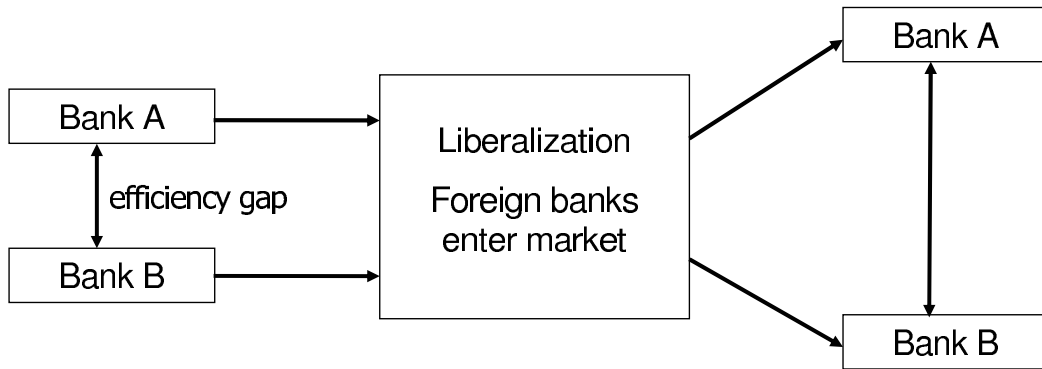 Bank A
efficiency gap
Bank B
Liberalization
Foreign banks
enter market
Bank A
Bank B